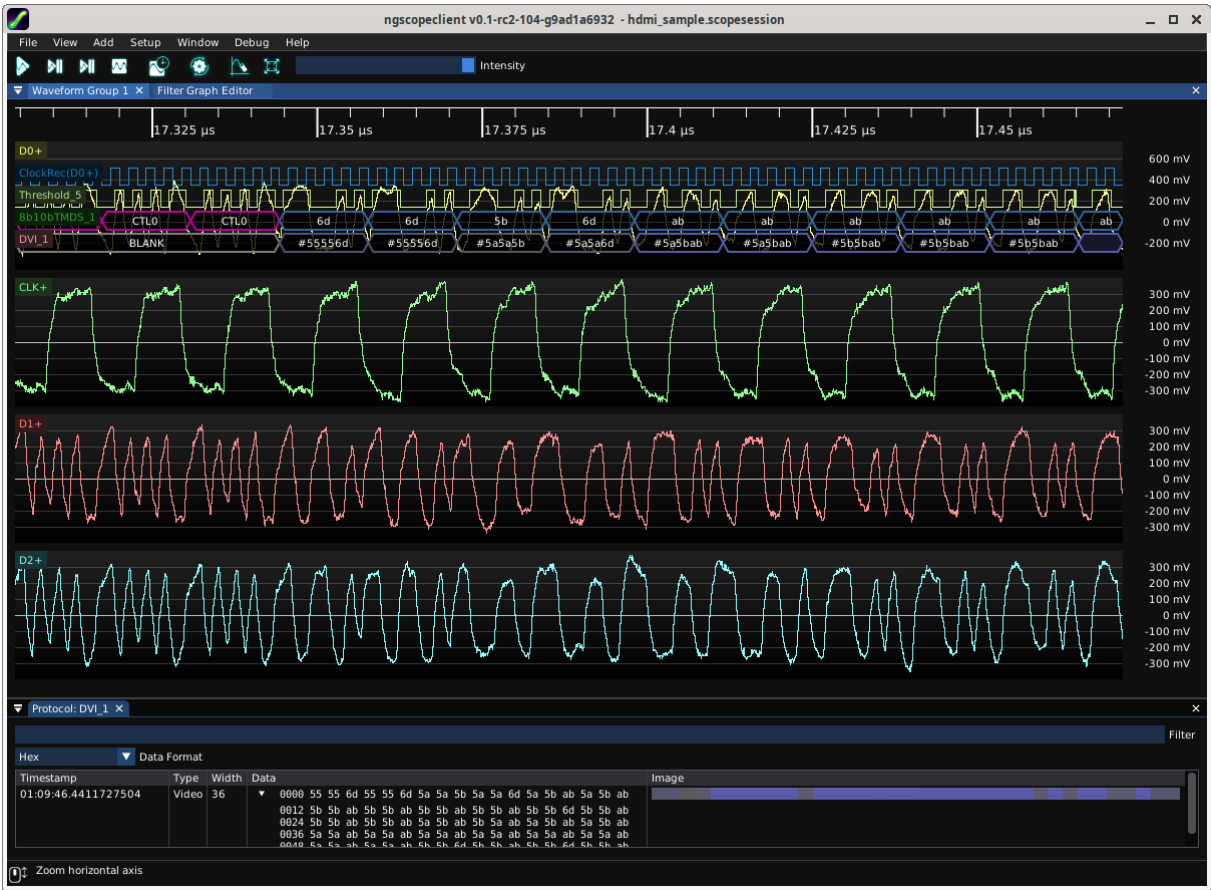 ngscopeclient v0.1-rc2-104-g9ad1a6932 - hdmi_sample.scopesession
File View Add Setup Window Debug Help
Intensity
Waveform Group 1 Filter Graph Editor
17.325 µs 17.35 µs 17.375 µs 17.4 µs 17.425 µs 17.45 µs
D0+
600 mV
ClockRec(D0+)
400 mV
Threshold_5
200 mV
8b10bTMDS_1 CTL0 CTL0 6d 6d 5b 6d ab ab ab ab ab ab
0 mV
DVI_1 BLANK #55556d #55556d #5a5a5b #5a5a6d #5a5bab #5a5bab #5b5bab #5b5bab #5b5bab
-200 mV
CLK+
300 mV
200 mV
100 mV
0 mV
-100 mV
-200 mV
-300 mV
D1+
300 mV
200 mV
100 mV
0 mV
-100 mV
-200 mV
-300 mV
D2+
300 mV
200 mV
100 mV
0 mV
-100 mV
-200 mV
-300 mV
Protocol: DVI_1
Filter
Hex Data Format
Timestamp Type Width Data Image
01:09:46.4411727504 Video 36 0000 55 55 6d 55 55 6d 5a 5a 5b 5a 5a 6d 5a 5b ab 5a 5b ab
0012 5b 5b ab 5b 5b ab 5b 5b ab 5b 5b 6d 5b 5b ab
0024 5b 5b ab 5b 5b ab 5a 5b ab 5a 5b ab 5a 5b ab
0036 5a 5a ab 5a 5a ab 5a 5a ab 5a 5a ab 5a 5a ab
0048 5a 5a ab 5a 5a ab 5b 5b 6d 5b 5b ab 5b 5b 6d 5b 5b ab
Zoom horizontal axis